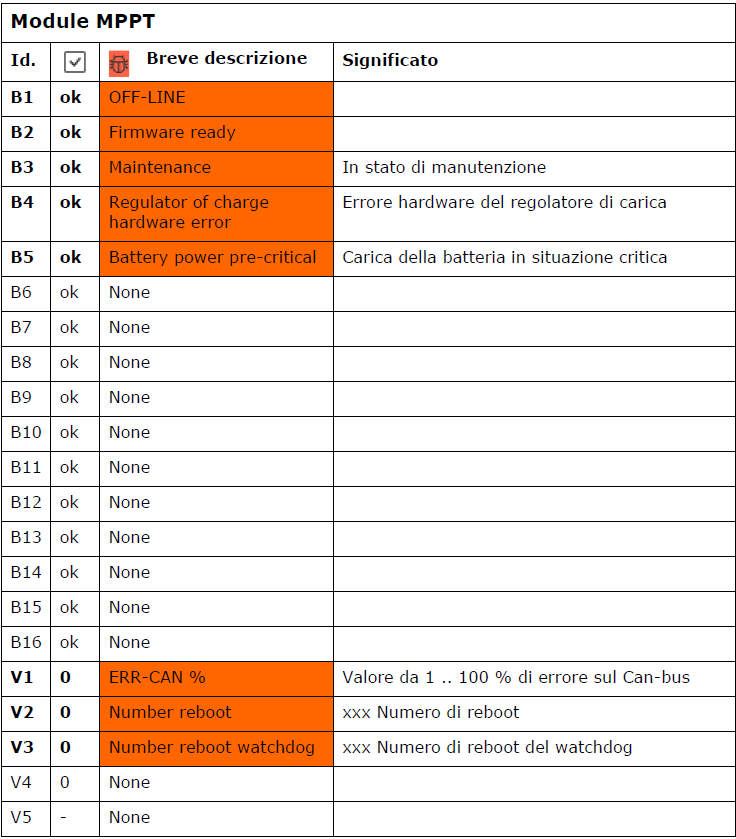 Module MPPT
Id. Breve descrizione Significato
B1 ok OFF-LINE
B2 ok Firmware ready
B3 ok Maintenance In stato di manutenzione
B4 ok Regulator of charge Errore hardware del regolatore di carica
hardware error
B5 ok Battery power pre-critical Carica della batteria in situazione critica
B6 ok None
B7 ok None
B8 ok None
B9 ok None
B10 ok None
B11 ok None
B12 ok None
B13 ok None
B14 ok None
B15 ok None
B16 ok None
V1 0 ERR-CAN % Valore da 1 .. 100 % di errore sul Can-bus
V2 0 Number reboot xxx Numero di reboot
V3 0 Number reboot watchdog xxx Numero di reboot del watchdog
V4 0 None
V5 - None